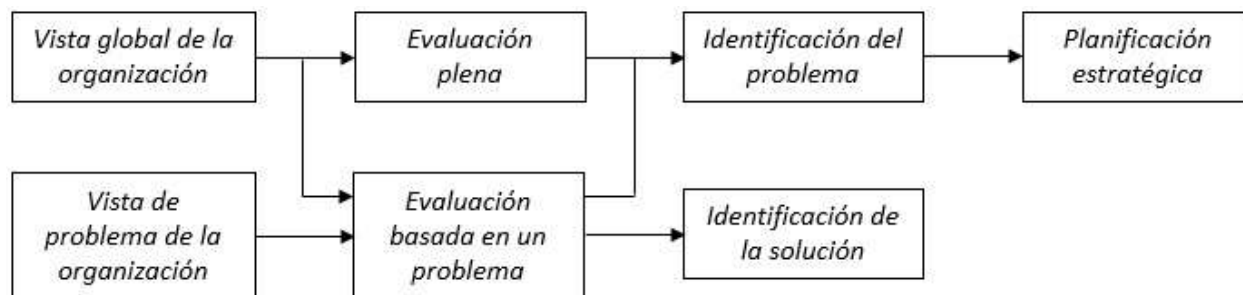 Vista global de la
organización
Evaluación
plena
Identificación del
problema
Planificación
estratégica
Vista de
problema de la
organización
Evaluación
basada en un
problema
Identificación de
la solución